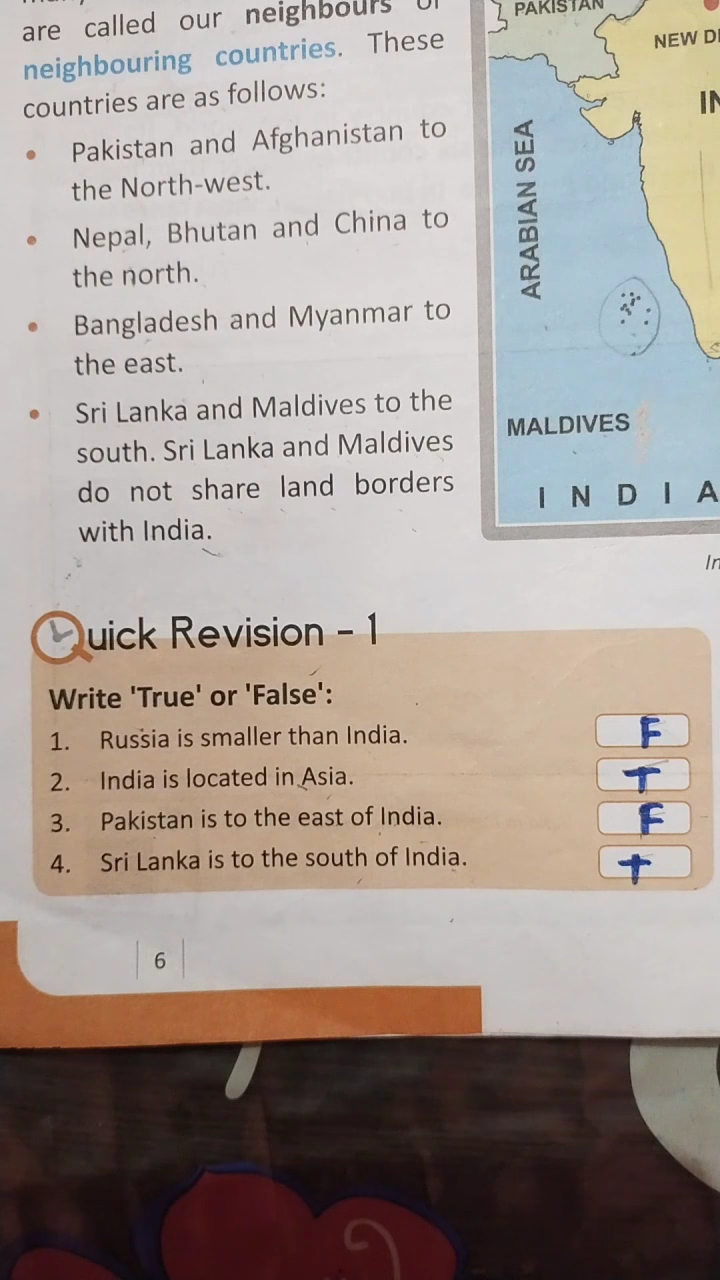 are called our neighbours or
neighbouring countries. These
countries are as follows:
• Pakistan and Afghanistan to
the North-west.
• Nepal, Bhutan and China to
the north.
• Bangladesh and Myanmar to
the east.
• Sri Lanka and Maldives to the
south. Sri Lanka and Maldives
do not share land borders
with India.
PAKISTAN
NEW D
IN
ARABIAN SEA
MALDIVES
I N D I A
In
Quick Revision - 1
Write 'True' or 'False':
1. Russia is smaller than India. F
2. India is located in Asia. T
3. Pakistan is to the east of India. F
4. Sri Lanka is to the south of India. T
6